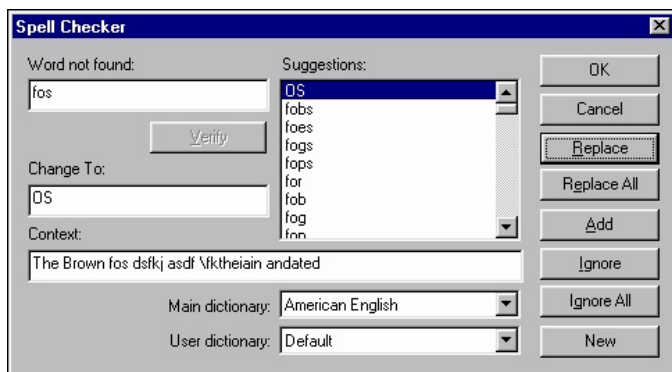 Spell Checker
Word not found:
fos
Verify
Change To:
OS
Suggestions:
OS
fobs
foes
fogs
fops
for
fob
fog
fop
Context:
The Brown fos dsfkj asdf \fktheiain andated
Main dictionary: American English
User dictionary: Default
OK
Cancel
Replace
Replace All
Add
Ignore
Ignore All
New